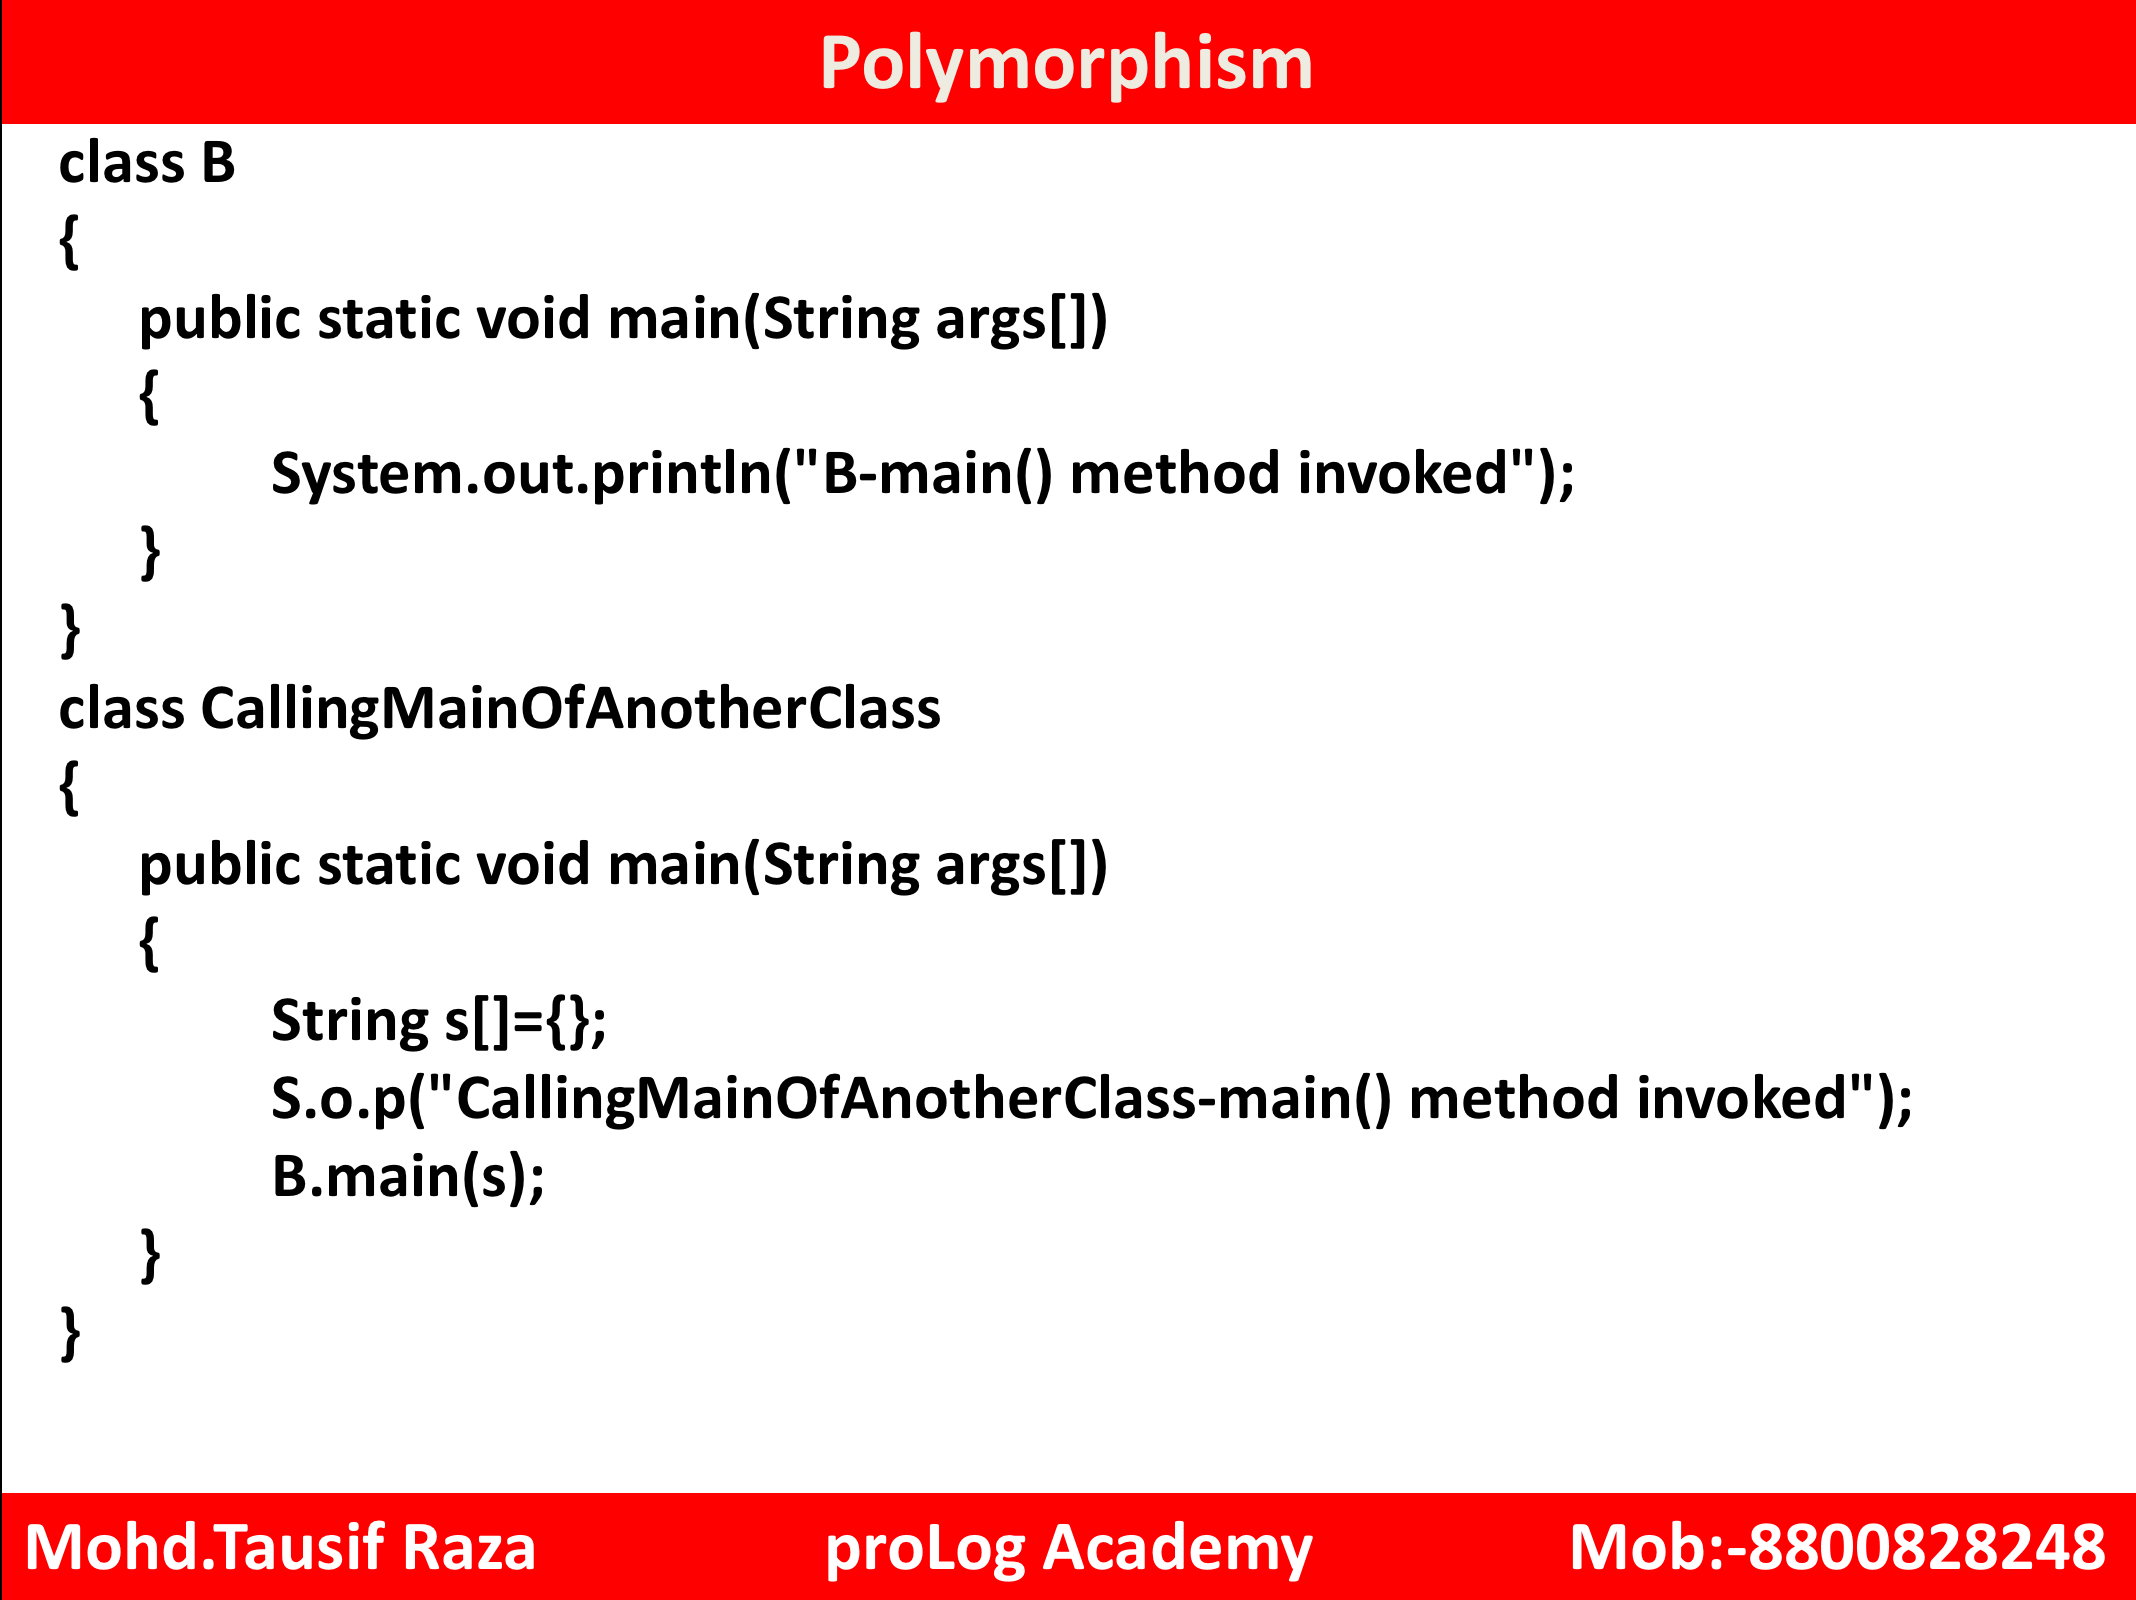 Polymorphism
class B
{
public static void main(String args[])
{
System.out.println("B-main() method invoked");
}
}
class CallingMainOfAnotherClass
{
public static void main(String args[])
{
String s[]={};
S.o.p("CallingMainOfAnotherClass-main() method invoked");
B.main(s);
}
}
Mohd.Tausif Raza proLog Academy Mob:-8800828248